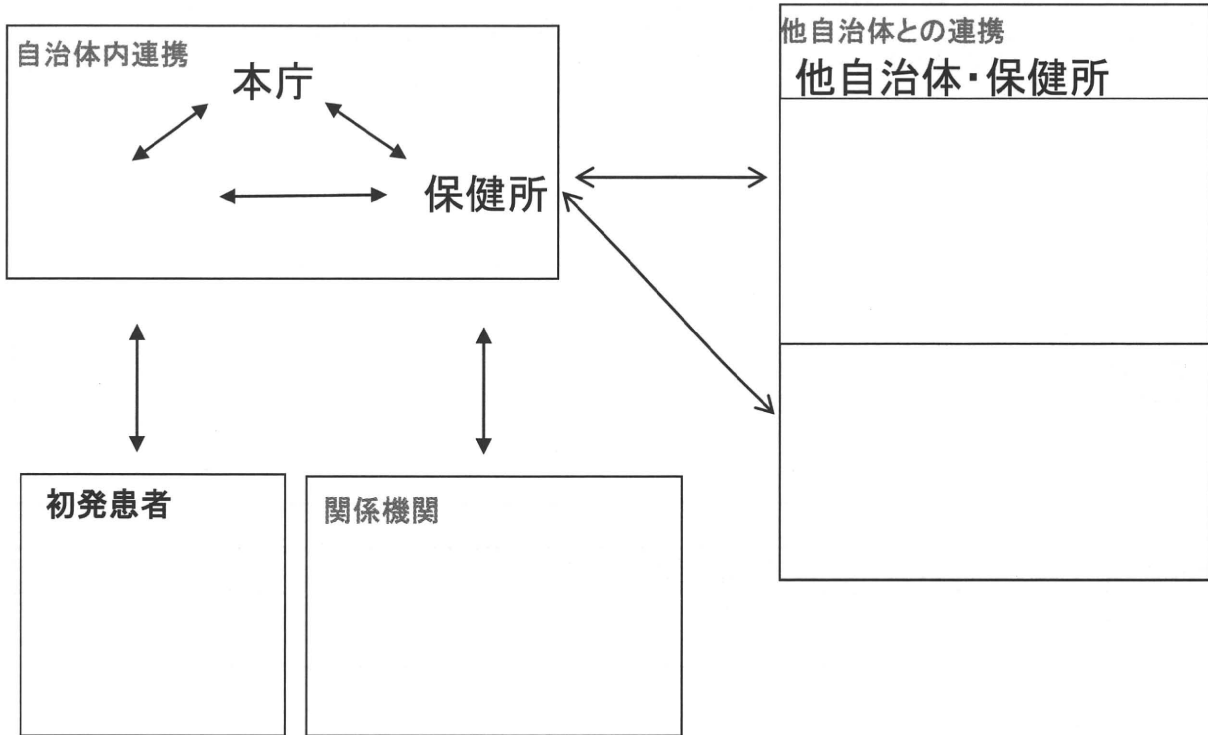 自治体内連携
本庁
保健所
他自治体との連携
他自治体・保健所
初発患者
関係機関